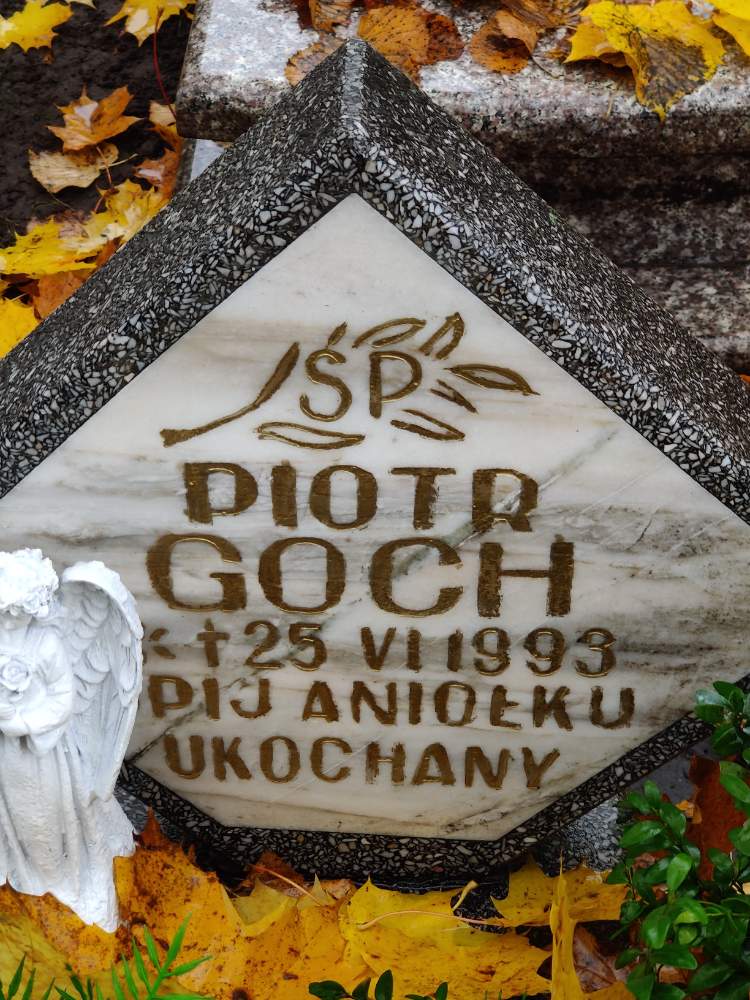 ŚP
PIOTR
GOCH
* † 25 VI 1993
ŚPIJ ANIOŁKU
UKOCHANY